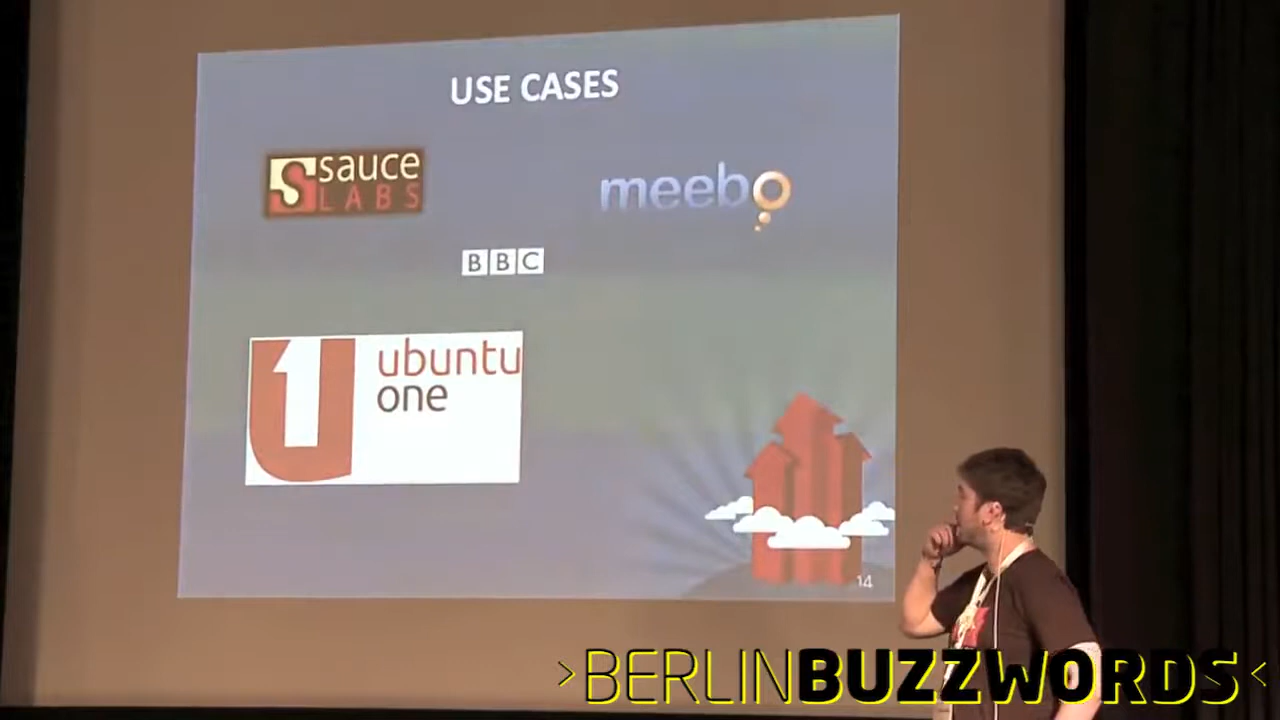 USE CASES
sauce
LABS
meebo
BBC
ubuntu
one
14
>BERLINBUZZWORDS<